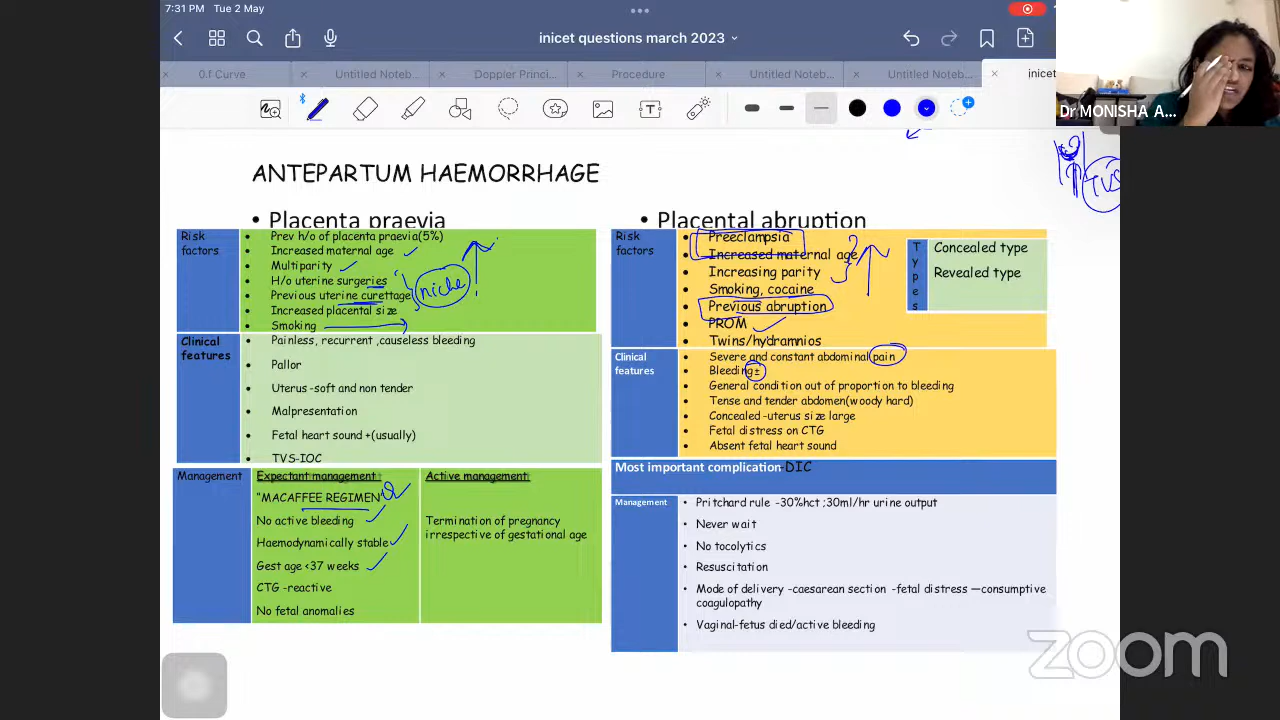 7:31 PM Tue 2 May
inicet questions march 2023
0.f Curve
Untitled Noteb...
Doppler Princi...
Procedure
Untitled Noteb...
Untitled Noteb...
inicet
Dr MONISHA A...
TVS
ANTEPARTUM HAEMORRHAGE
• Placenta praevia
Risk factors
• Prev h/o of placenta praevia(5%)
• Increased maternal age
• Multiparity
• H/o uterine surgeries
• Previous uterine curettage
• Increased placental size
• Smoking
niche
Clinical features
• Painless, recurrent ,causeless bleeding
• Pallor
• Uterus -soft and non tender
• Malpresentation
• Fetal heart sound +(usually)
• TVS-IOC
Management
Expectant management:
"MACAFFEE REGIMEN"
No active bleeding
Haemodynamically stable
Gest age <37 weeks
CTG -reactive
No fetal anomalies
Active management:
Termination of pregnancy
irrespective of gestational age
• Placental abruption
Risk factors
• Preeclampsia
• Increased maternal age
• Increasing parity
• Smoking, cocaine
• Previous abruption
• PROM
• Twins/hydramnios
Types
Concealed type
Revealed type
Clinical features
• Severe and constant abdominal pain
• Bleeding±
• General condition out of proportion to bleeding
• Tense and tender abdomen(woody hard)
• Concealed -uterus size large
• Fetal distress on CTG
• Absent fetal heart sound
Most important complication-DIC
Management
• Pritchard rule -30%hct ;30ml/hr urine output
• Never wait
• No tocolytics
• Resuscitation
• Mode of delivery -caesarean section -fetal distress —consumptive
coagulopathy
• Vaginal-fetus died/active bleeding
zoom